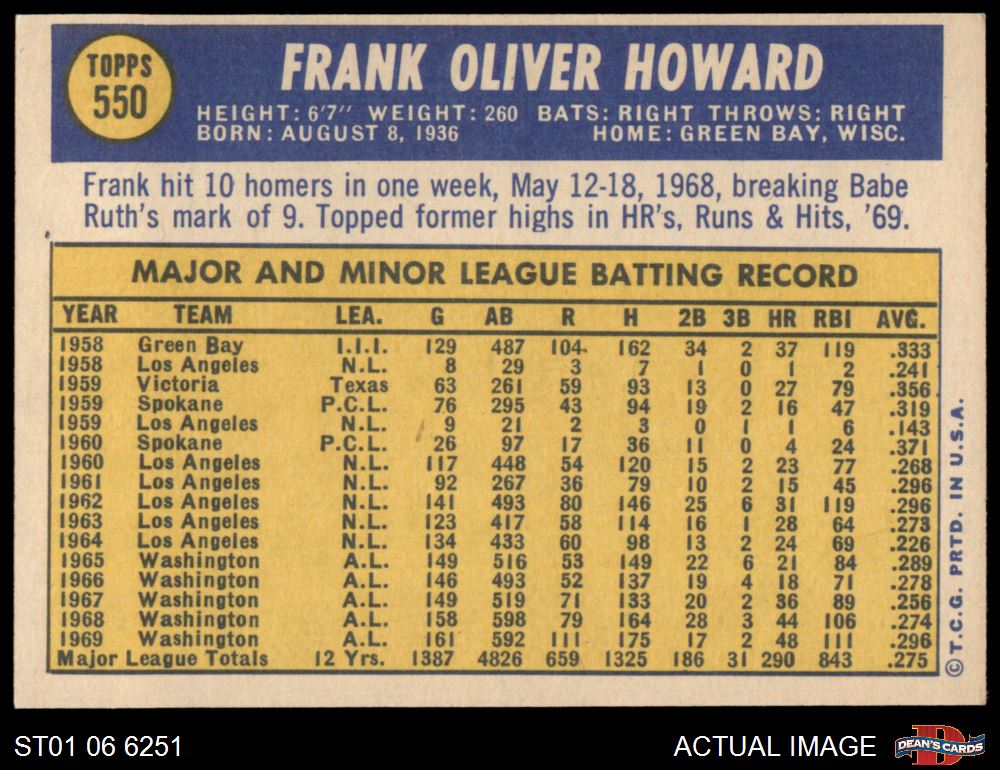 TOPPS
550
FRANK OLIVER HOWARD
HEIGHT: 6'7" WEIGHT: 260 BATS: RIGHT THROWS: RIGHT
BORN: AUGUST 8, 1936 HOME: GREEN BAY, WISC.
Frank hit 10 homers in one week, May 12-18, 1968, breaking Babe
Ruth's mark of 9. Topped former highs in HR's, Runs & Hits, '69.
MAJOR AND MINOR LEAGUE BATTING RECORD
YEAR TEAM LEA. G AB R H 2B 3B HR RBI AVG.
1958 Green Bay I.I.I. 129 487 104 162 34 2 37 119 .333
1958 Los Angeles N.L. 8 29 3 7 1 0 1 2 .241
1959 Victoria Texas 63 261 59 93 13 0 27 79 .356
1959 Spokane P.C.L. 76 295 43 94 19 2 16 47 .319
1959 Los Angeles N.L. 9 21 2 3 0 1 1 6 .143
1960 Spokane P.C.L. 26 97 17 36 11 0 4 24 .371
1960 Los Angeles N.L. 117 448 54 120 15 2 23 77 .268
1961 Los Angeles N.L. 92 267 36 79 10 2 15 45 .296
1962 Los Angeles N.L. 141 493 80 146 25 6 31 119 .296
1963 Los Angeles N.L. 123 417 58 114 16 1 28 64 .273
1964 Los Angeles N.L. 134 433 60 98 13 2 24 69 .226
1965 Washington A.L. 149 516 53 149 22 6 21 84 .289
1966 Washington A.L. 146 493 52 137 19 4 18 71 .278
1967 Washington A.L. 149 519 71 133 20 2 36 89 .256
1968 Washington A.L. 158 598 79 164 28 3 44 106 .274
1969 Washington A.L. 161 592 111 175 17 2 48 111 .296
Major League Totals 12 Yrs. 1387 4826 659 1325 186 31 290 843 .275
©T.C.G. PRTD. IN U.S.A.
ST01 06 6251
ACTUAL IMAGE
DEAN'S CARDS